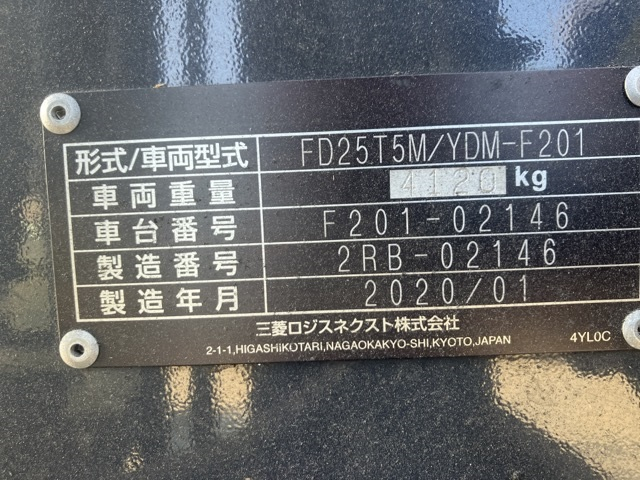 形式/車両型式 FD25T5M/YDM-F201
車両重量 4120 kg
車台番号 F201-02146
製造番号 2RB-02146
製造年月 2020/01
三菱ロジスネクスト株式会社
2-1-1,HIGASHIKOTARI,NAGAOKAKYO-SHI,KYOTO,JAPAN 4YL0C